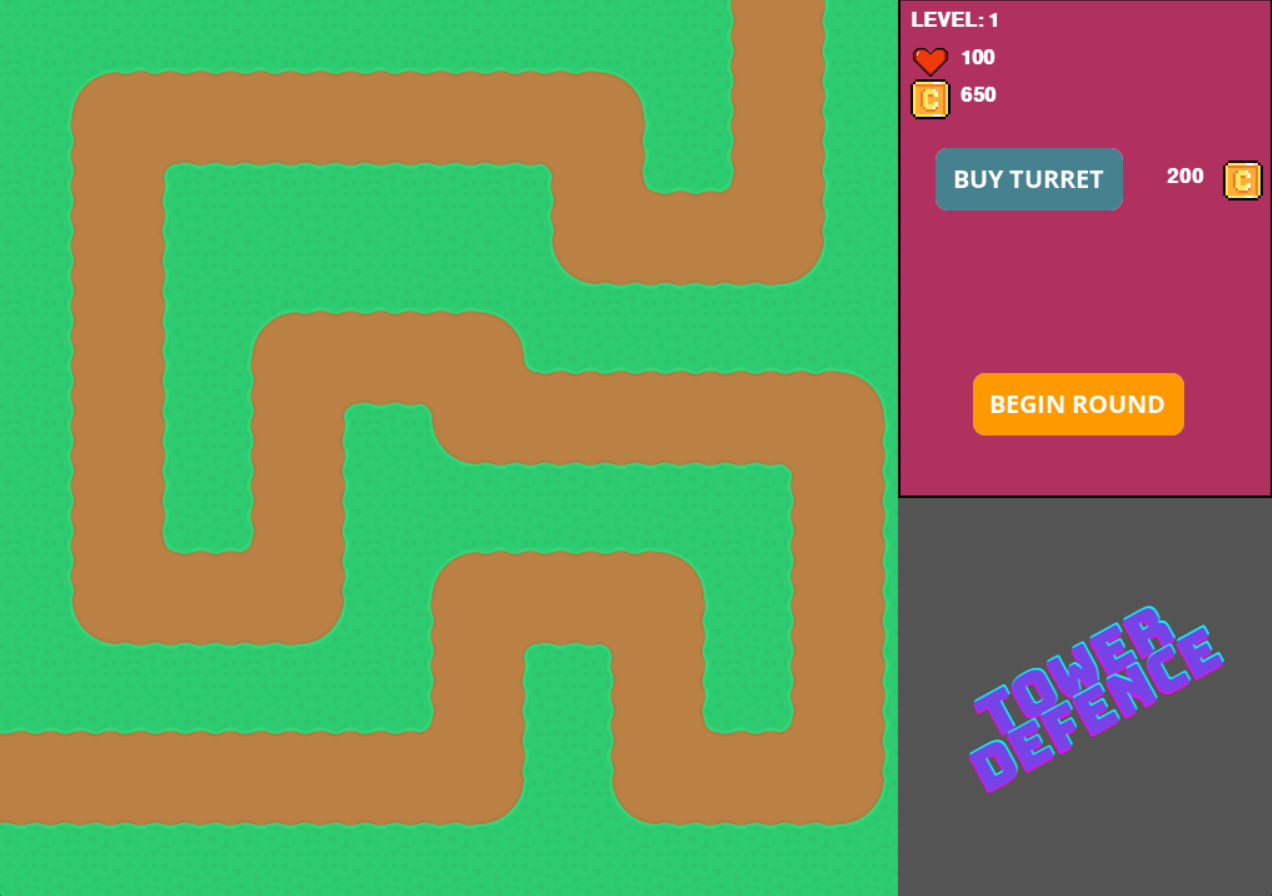 LEVEL: 1
100
C 650
BUY TURRET 200 C
BEGIN ROUND
TOWER
DEFENCE